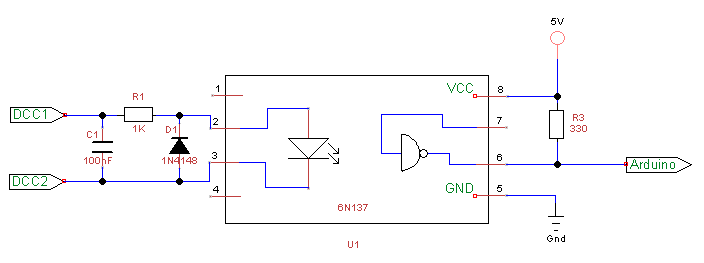 5V
1
VCC
8
R1
DCC1
1K
2
D1
7
R3
330
C1
100nF
1N4148
3
6
Arduino
DCC2
4
GND
5
6N137
Gnd
U1